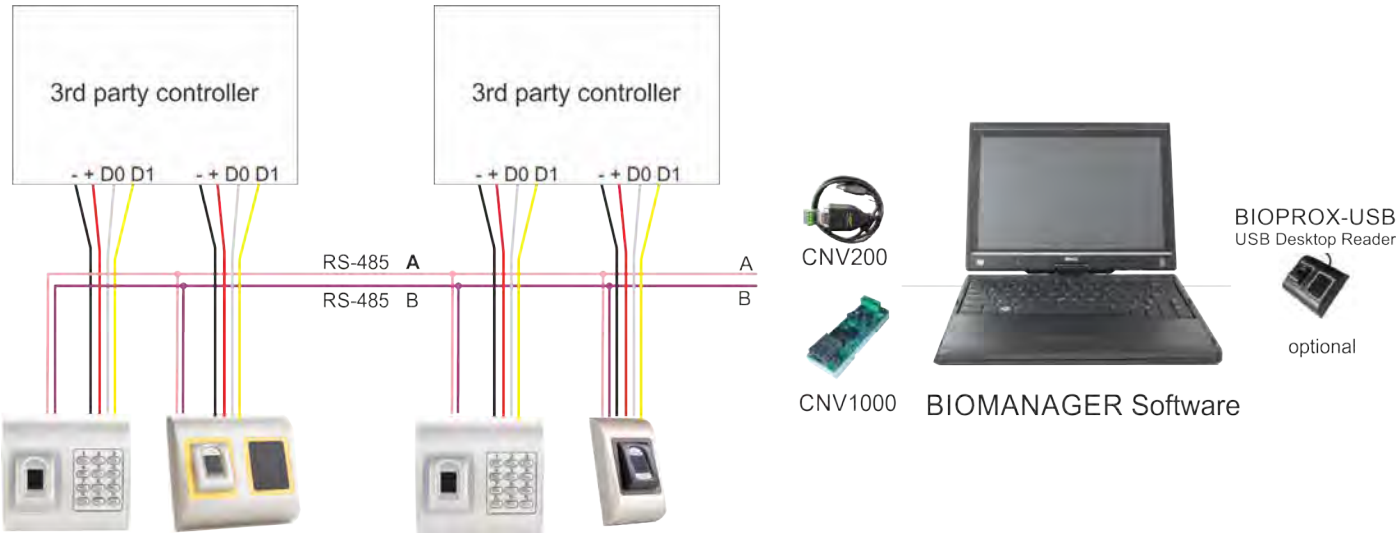 3rd party controller
- + D0 D1
- + D0 D1
3rd party controller
- + D0 D1
- + D0 D1
RS-485 A
RS-485 B
A
B
CNV200
CNV1000
BIOMANAGER Software
BIOPROX-USB
USB Desktop Reader
optional